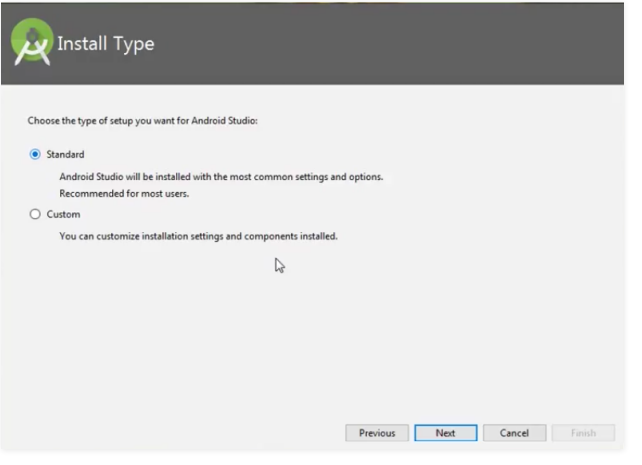 Install Type
Choose the type of setup you want for Android Studio:
Standard
Android Studio will be installed with the most common settings and options.
Recommended for most users.
Custom
You can customize installation settings and components installed.
Previous Next Cancel Finish